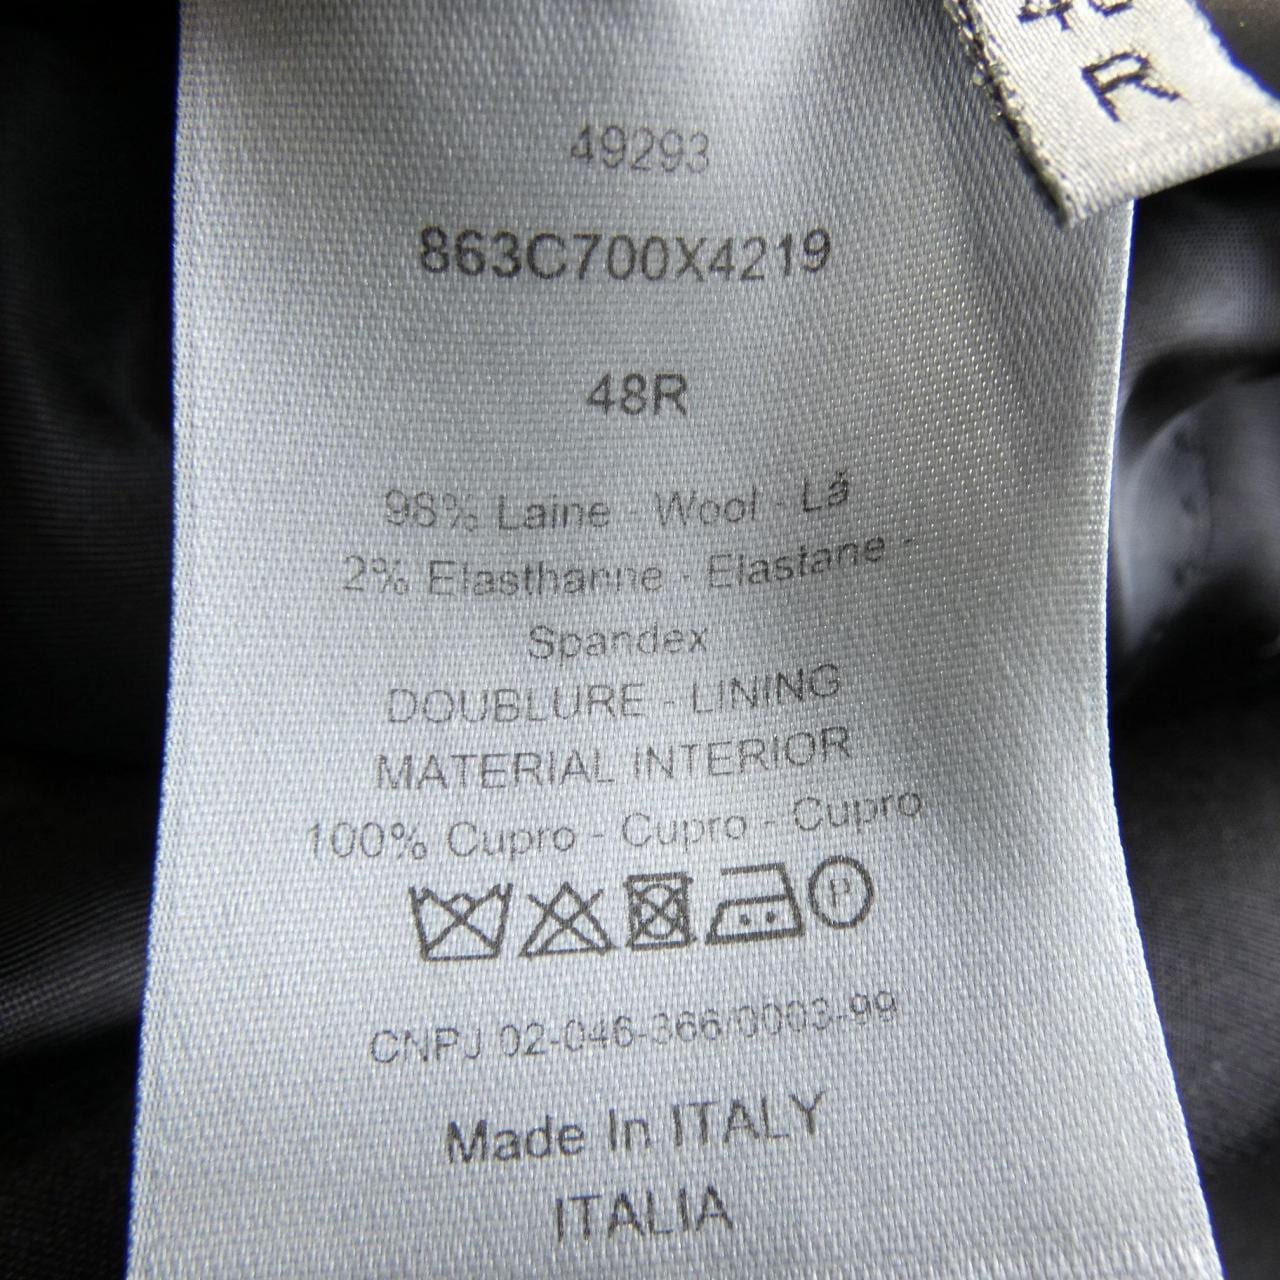 R
49293
863C700X4219
48R
98% Laine - Wool - Lã
2% Elasthanne - Elastane -
Spandex
DOUBLURE - LINING
MATERIAL INTERIOR
100% Cupro - Cupro - Cupro
P
CNPJ 02-046-366/0003-99
Made In ITALY
ITALIA